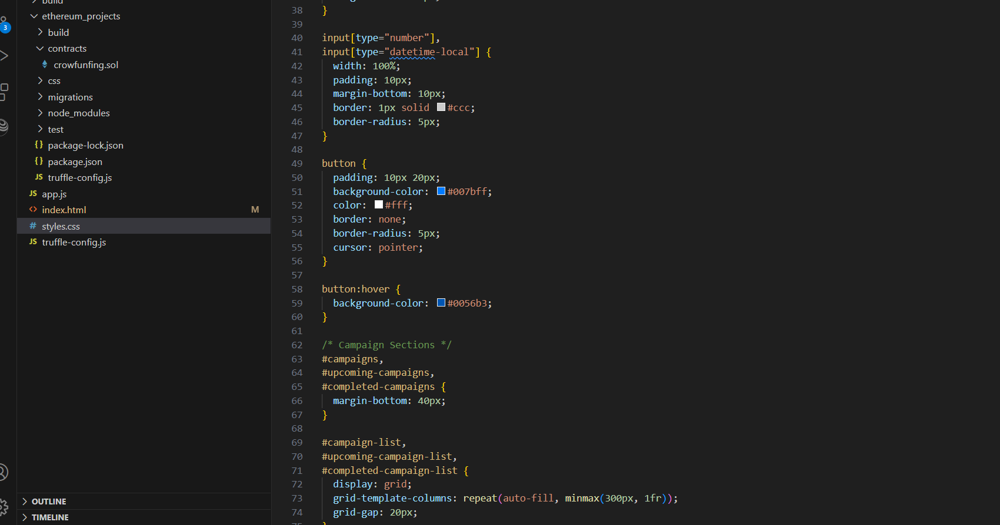 build
ethereum_projects
build
contracts
crowfunfing.sol
css
migrations
node_modules
test
{} package-lock.json
{} package.json
JS truffle-config.js
JS app.js
<> index.html M
# styles.css
JS truffle-config.js
OUTLINE
TIMELINE
3
38 }
39
40 input[type="number"],
41 input[type="datetime-local"] {
42 width: 100%;
43 padding: 10px;
44 margin-bottom: 10px;
45 border: 1px solid #ccc;
46 border-radius: 5px;
47 }
48
49 button {
50 padding: 10px 20px;
51 background-color: #007bff;
52 color: #fff;
53 border: none;
54 border-radius: 5px;
55 cursor: pointer;
56 }
57
58 button:hover {
59 background-color: #0056b3;
60 }
61
62 /* Campaign Sections */
63 #campaigns,
64 #upcoming-campaigns,
65 #completed-campaigns {
66 margin-bottom: 40px;
67 }
68
69 #campaign-list,
70 #upcoming-campaign-list,
71 #completed-campaign-list {
72 display: grid;
73 grid-template-columns: repeat(auto-fill, minmax(300px, 1fr));
74 grid-gap: 20px;